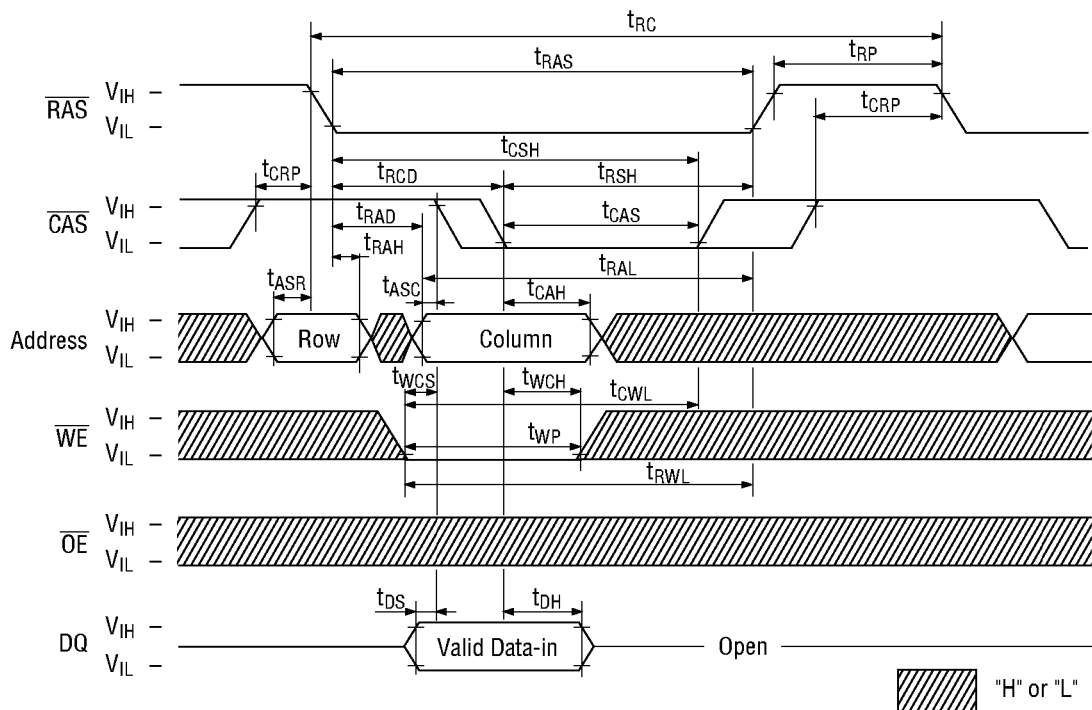 tRC
tRAS
tRP
RAS
VIH –
VIL –
tCRP
tCSH
tCRP
tRCD
tRSH
CAS
VIH –
VIL –
tRAD
tCAS
tRAH
tRAL
tASR
tASC
tCAH
Address
VIH –
VIL –
Row
Column
tWCS
tWCH
tCWL
WE
VIH –
VIL –
tWP
tRWL
OE
VIH –
VIL –
tDS
tDH
DQ
VIH –
VIL –
Valid Data-in
Open
"H" or "L"